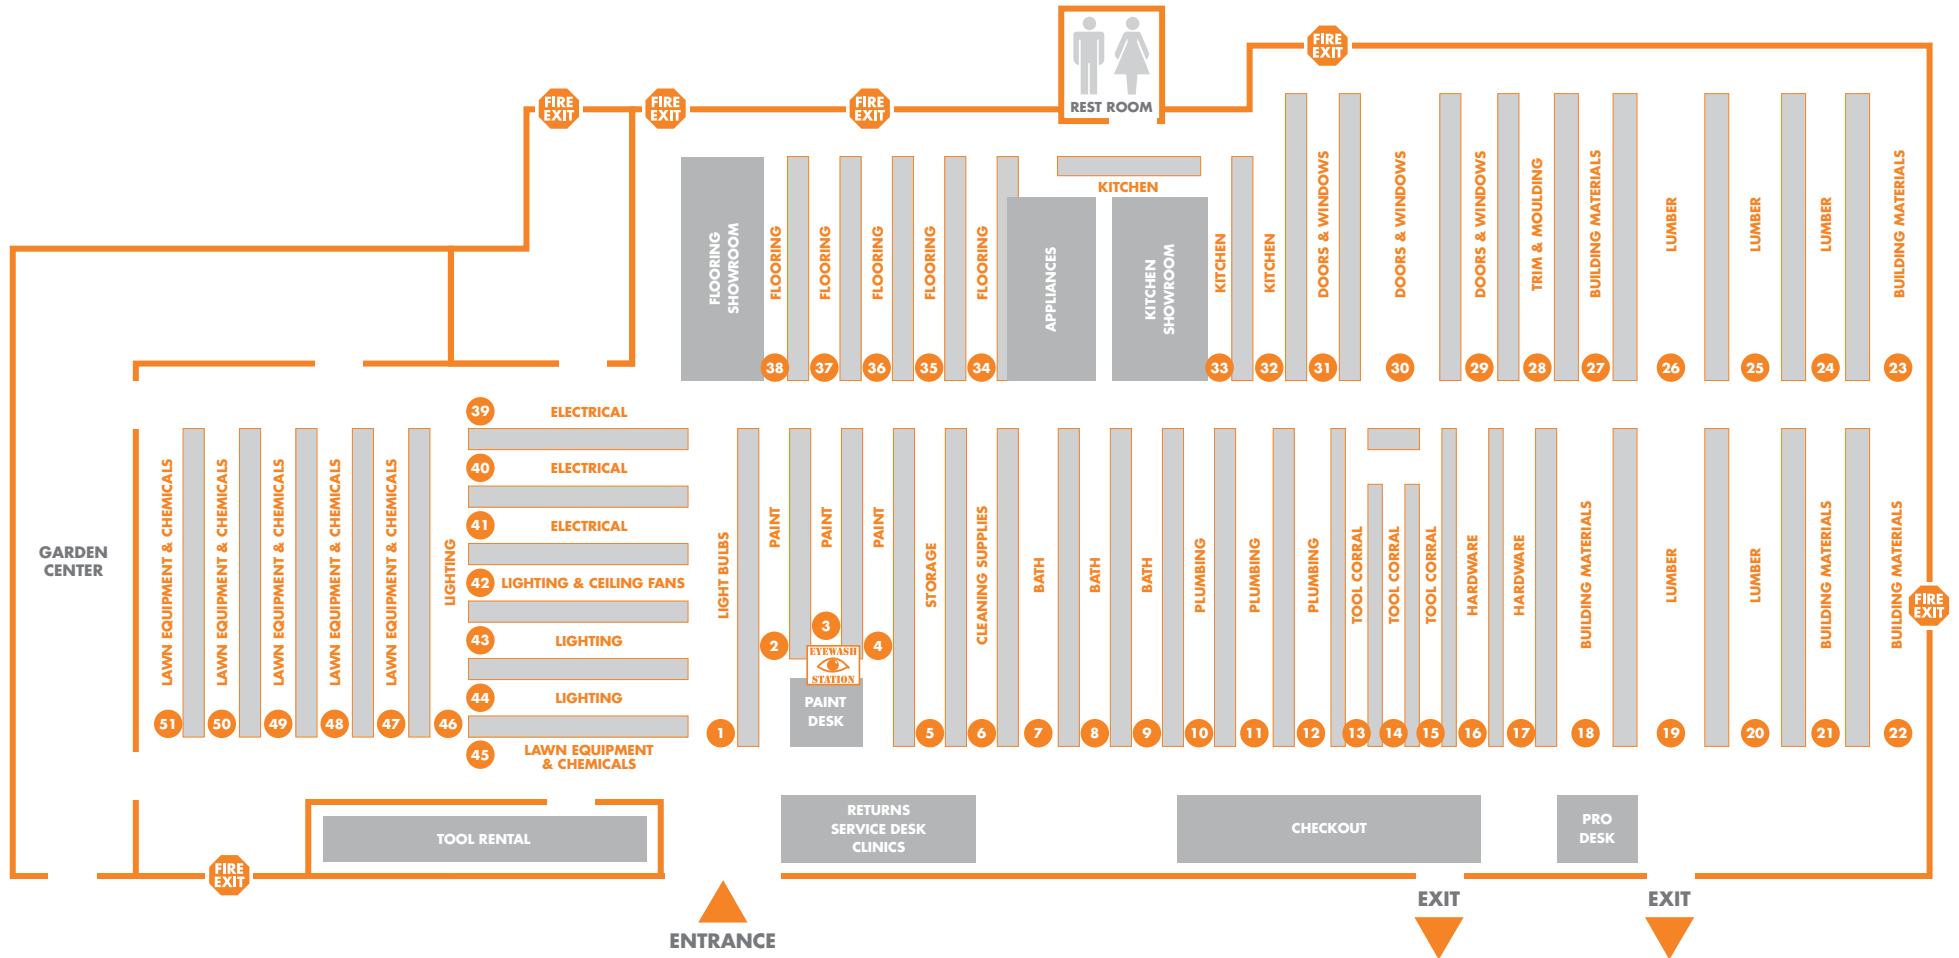 FIRE
EXIT
REST ROOM
FIRE
EXIT
FIRE
EXIT
FIRE
EXIT
FIRE
EXIT
FLOORING
SHOWROOM
38 FLOORING
37 FLOORING
36 FLOORING
35 FLOORING
34 FLOORING
APPLIANCES
KITCHEN
KITCHEN
SHOWROOM
33 KITCHEN
32 KITCHEN
31 DOORS & WINDOWS
30 DOORS & WINDOWS
29 DOORS & WINDOWS
28 TRIM & MOULDING
27 BUILDING MATERIALS
26 LUMBER
25 LUMBER
24 LUMBER
23 BUILDING MATERIALS
GARDEN
CENTER
51 LAWN EQUIPMENT & CHEMICALS
50 LAWN EQUIPMENT & CHEMICALS
49 LAWN EQUIPMENT & CHEMICALS
48 LAWN EQUIPMENT & CHEMICALS
47 LAWN EQUIPMENT & CHEMICALS
46 LIGHTING
39 ELECTRICAL
40 ELECTRICAL
41 ELECTRICAL
42 LIGHTING & CEILING FANS
43 LIGHTING
44 LIGHTING
45 LAWN EQUIPMENT
& CHEMICALS
1 LIGHT BULBS
2 PAINT
3 PAINT
4 PAINT
EYEWASH
STATION
PAINT
DESK
5 STORAGE
6 CLEANING SUPPLIES
7 BATH
8 BATH
9 BATH
10 PLUMBING
11 PLUMBING
12 PLUMBING
13 TOOL CORRAL
14 TOOL CORRAL
15 TOOL CORRAL
16 HARDWARE
17 HARDWARE
18 BUILDING MATERIALS
19 LUMBER
20 LUMBER
21 BUILDING MATERIALS
22 BUILDING MATERIALS
FIRE
EXIT
TOOL RENTAL
RETURNS
SERVICE DESK
CLINICS
CHECKOUT
PRO
DESK
FIRE
EXIT
ENTRANCE
EXIT
EXIT